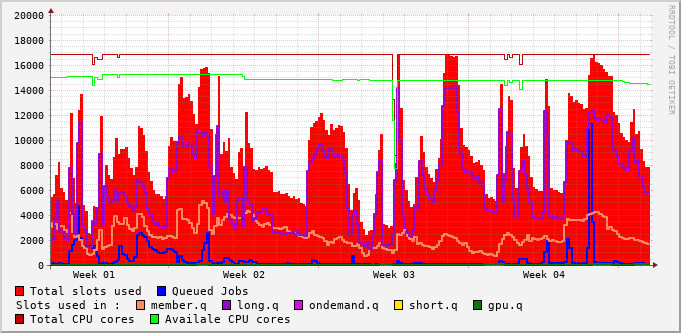 20000
18000
16000
14000
12000
10000
8000
6000
4000
2000
0
Week 01 Week 02 Week 03 Week 04
Total slots used Queued Jobs
Slots used in : member.q long.q ondemand.q short.q gpu.q
Total CPU cores Availale CPU cores
RRDTOOL / TOBI OETIKER